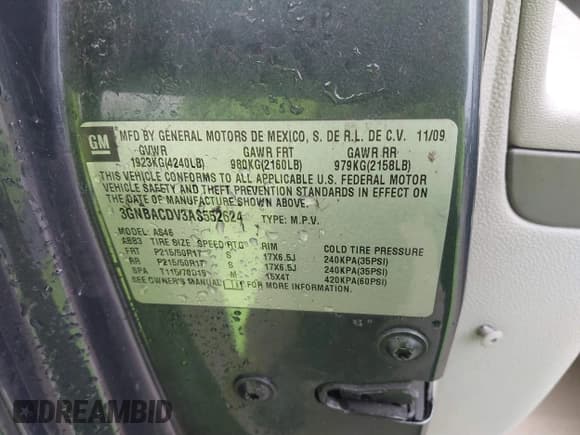 GM
MFD BY GENERAL MOTORS DE MEXICO, S. DE R.L. DE C.V. 11/09
GVWR GAWR FRT GAWR RR
1923KG(4240LB) 980KG(2160LB) 979KG(2158LB)
THIS VEHICLE CONFORMS TO ALL APPLICABLE U.S. FEDERAL MOTOR
VEHICLE SAFETY AND THEFT PREVENTION STANDARDS IN EFFECT ON
THE DATE OF MANUFACTURE SHOWN ABOVE.
3GNBACDV3AS552624 TYPE: M.P.V.
MODEL: AS46
TIRE SIZE SPEED RTG RIM COLD TIRE PRESSURE
FRT P215/50R17 S 17X6.5J 240KPA(35PSI)
RR P215/50R17 S 17X6.5J 240KPA(35PSI)
SPA M 15X4T 420KPA(60PSI)
SEE OWNER'S MANUAL FOR MORE INFORMATION.
DREAMBID